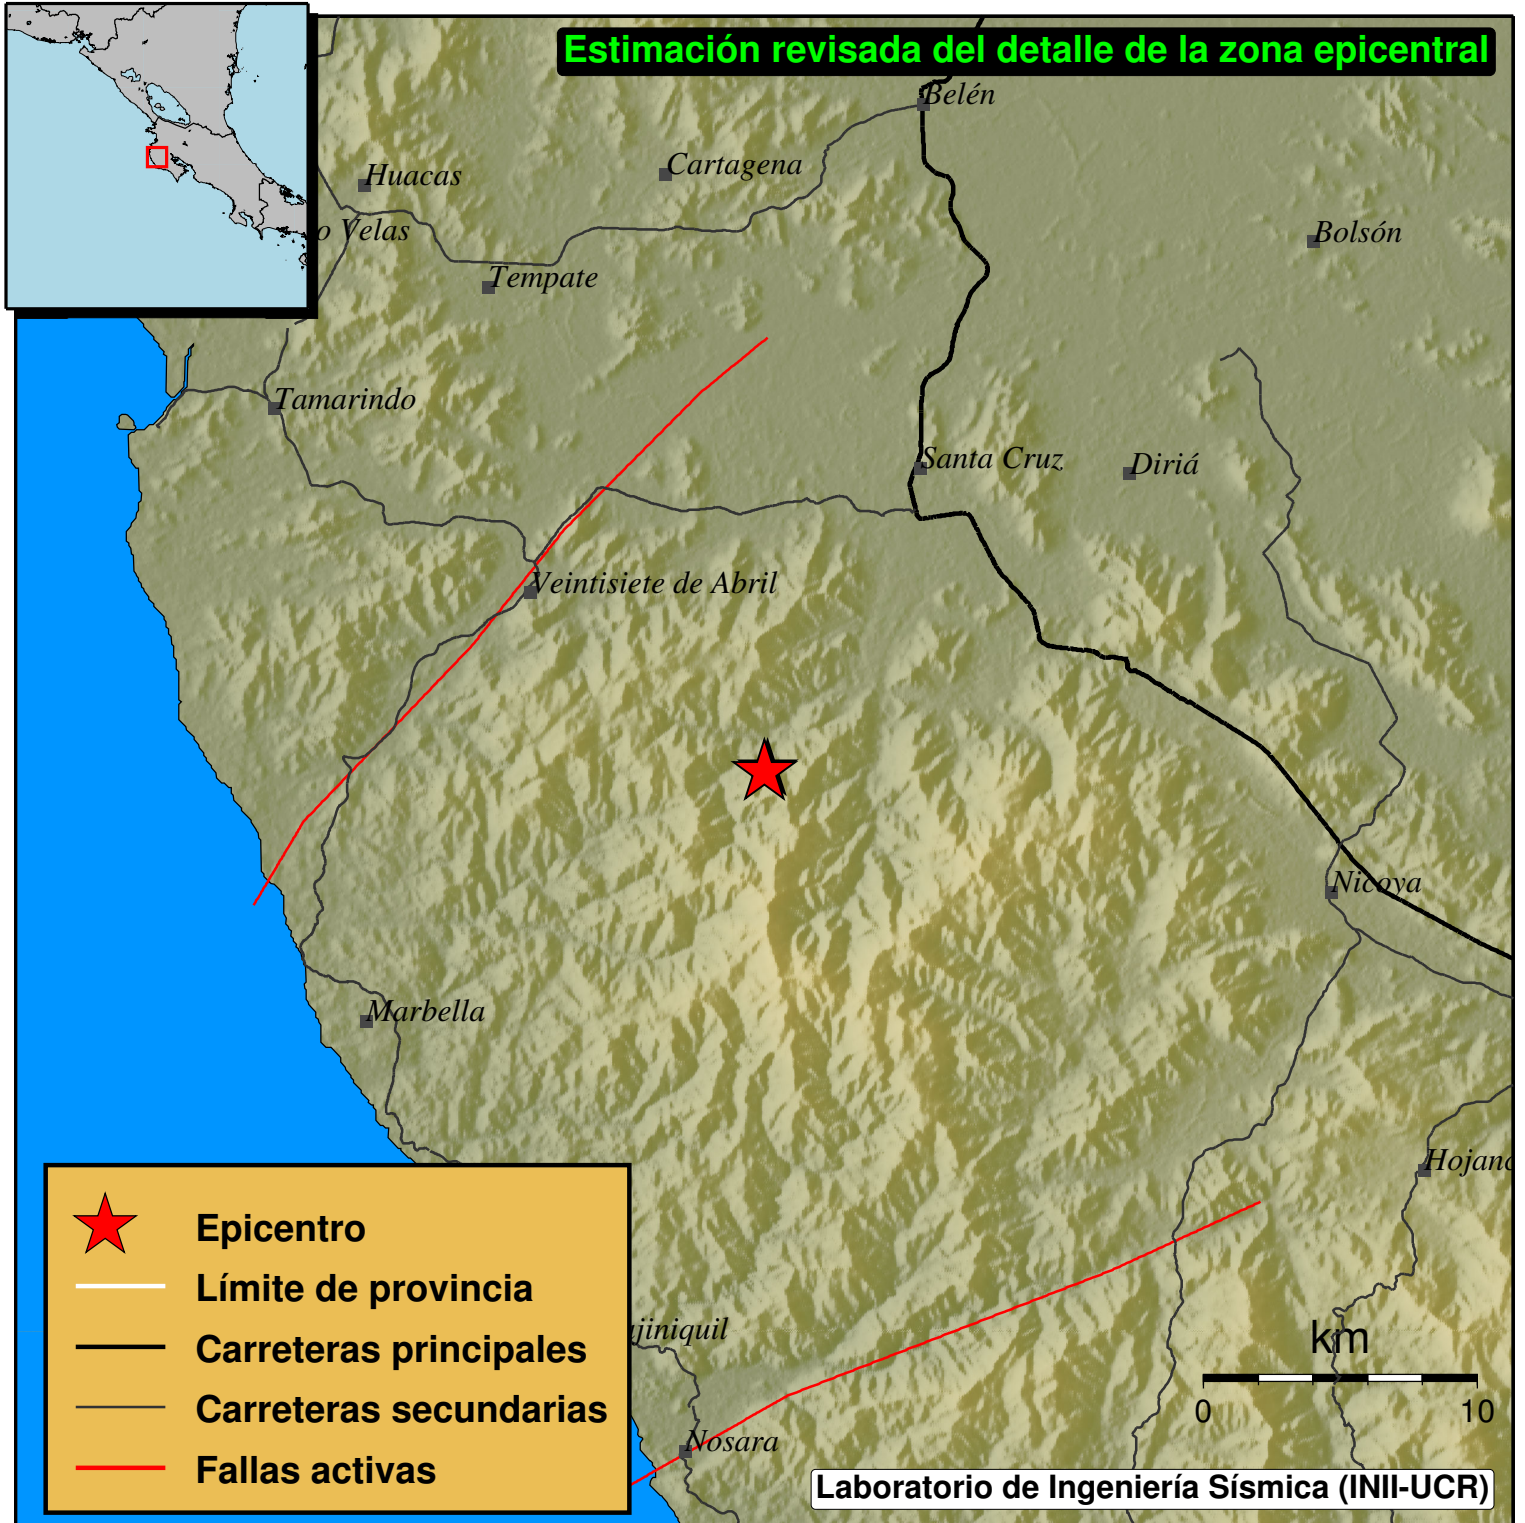 Estimación revisada del detalle de la zona epicentral
Belén
Cartagena
Huacas
o Velas
Bolsón
Tempate
Tamarindo
Santa Cruz
Diriá
Veintisiete de Abril
Nicoya
Marbella
Hojanc
Epicentro
Límite de provincia
Carreteras principales
Carreteras secundarias
Fallas activas
jiniquil
Nosara
km
0 10
Laboratorio de Ingeniería Sísmica (INII-UCR)